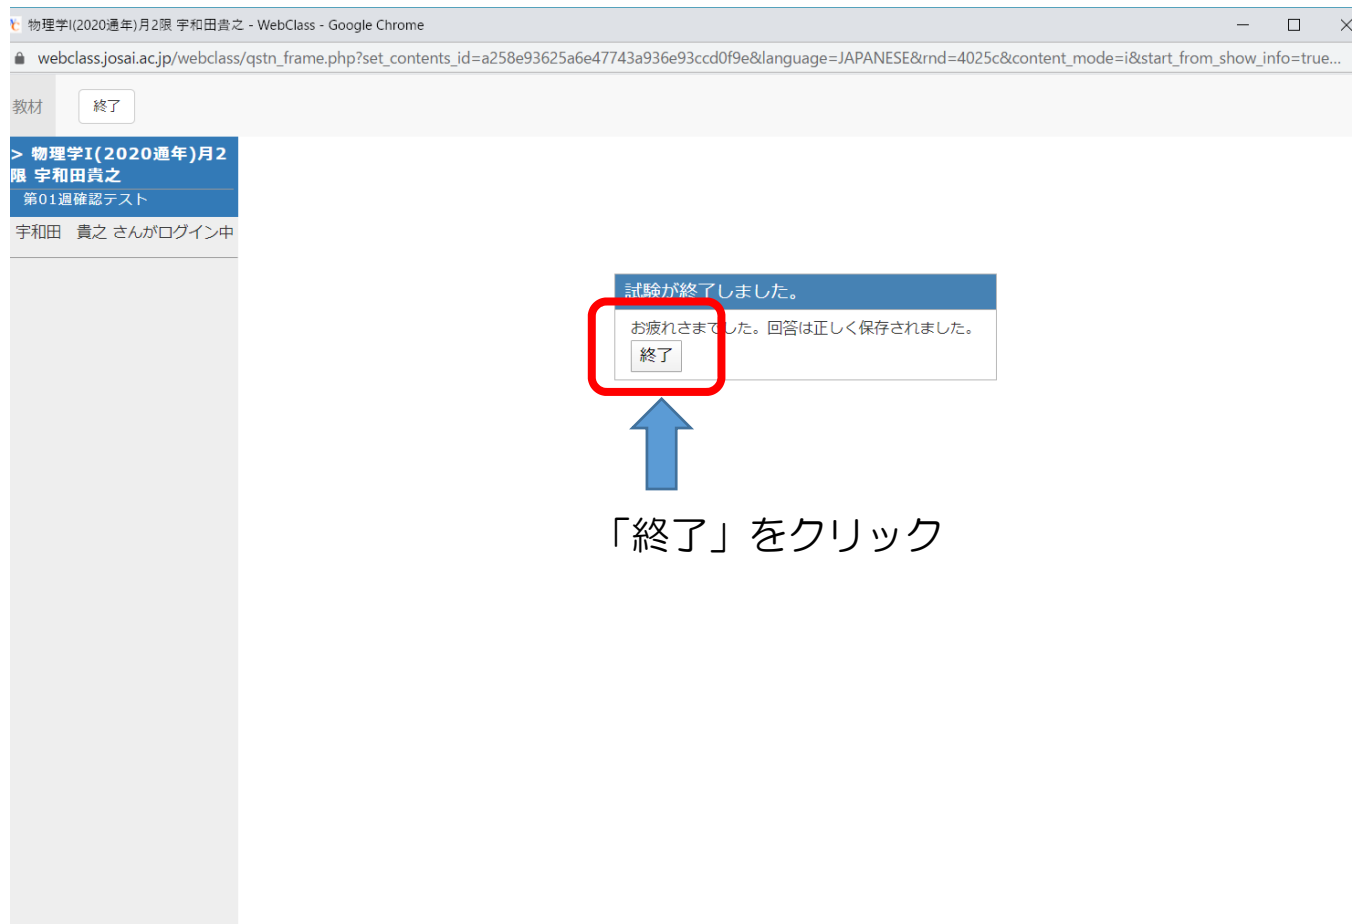 物理学I(2020通年)月2限 宇和田貴之 - WebClass - Google Chrome
webclass.josai.ac.jp/webclass/qstn_frame.php?set_contents_id=a258e93625a6e47743a936e93ccd0f9e&language=JAPANESE&rnd=4025c&content_mode=i&start_from_show_info=true...
教材 終了
> 物理学I(2020通年)月2
限 宇和田貴之
第01週確認テスト
宇和田 貴之 さんがログイン中
試験が終了しました。
お疲れさまでした。回答は正しく保存されました。
終了
「終了」をクリック